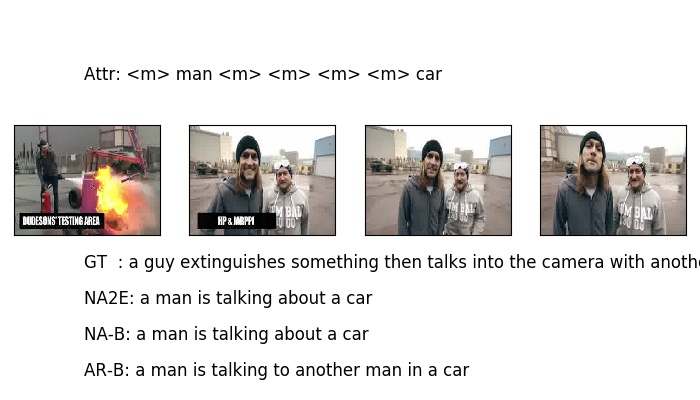 Attr: <m> man <m> <m> <m> <m> car
DUDESONS' TESTING AREA
HP & JARPPI
GT : a guy extinguishes something then talks into the camera with
NA2E: a man is talking about a car
NA-B: a man is talking about a car
AR-B: a man is talking to another man in a car